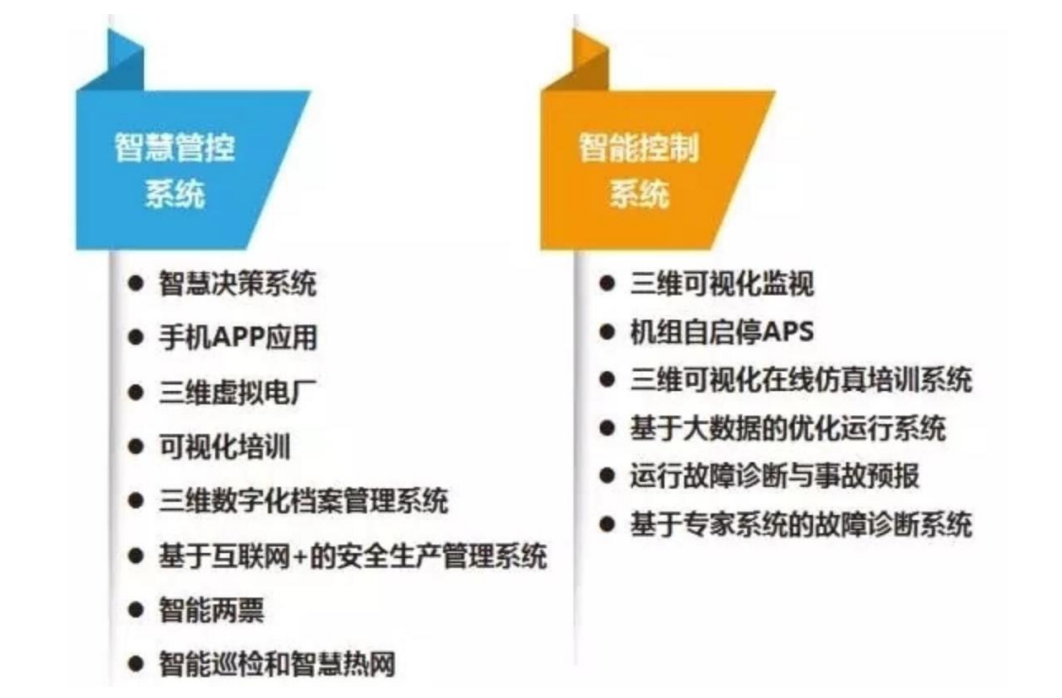 智慧管控
系统
智慧决策系统
手机APP应用
三维虚拟电厂
可视化培训
三维数字化档案管理系统
基于互联网+的安全生产管理系统
智能两票
智能巡检和智慧热网
智能控制
系统
三维可视化监视
机组自启停APS
三维可视化在线仿真培训系统
基于大数据的优化运行系统
运行故障诊断与事故预报
基于专家系统的故障诊断系统